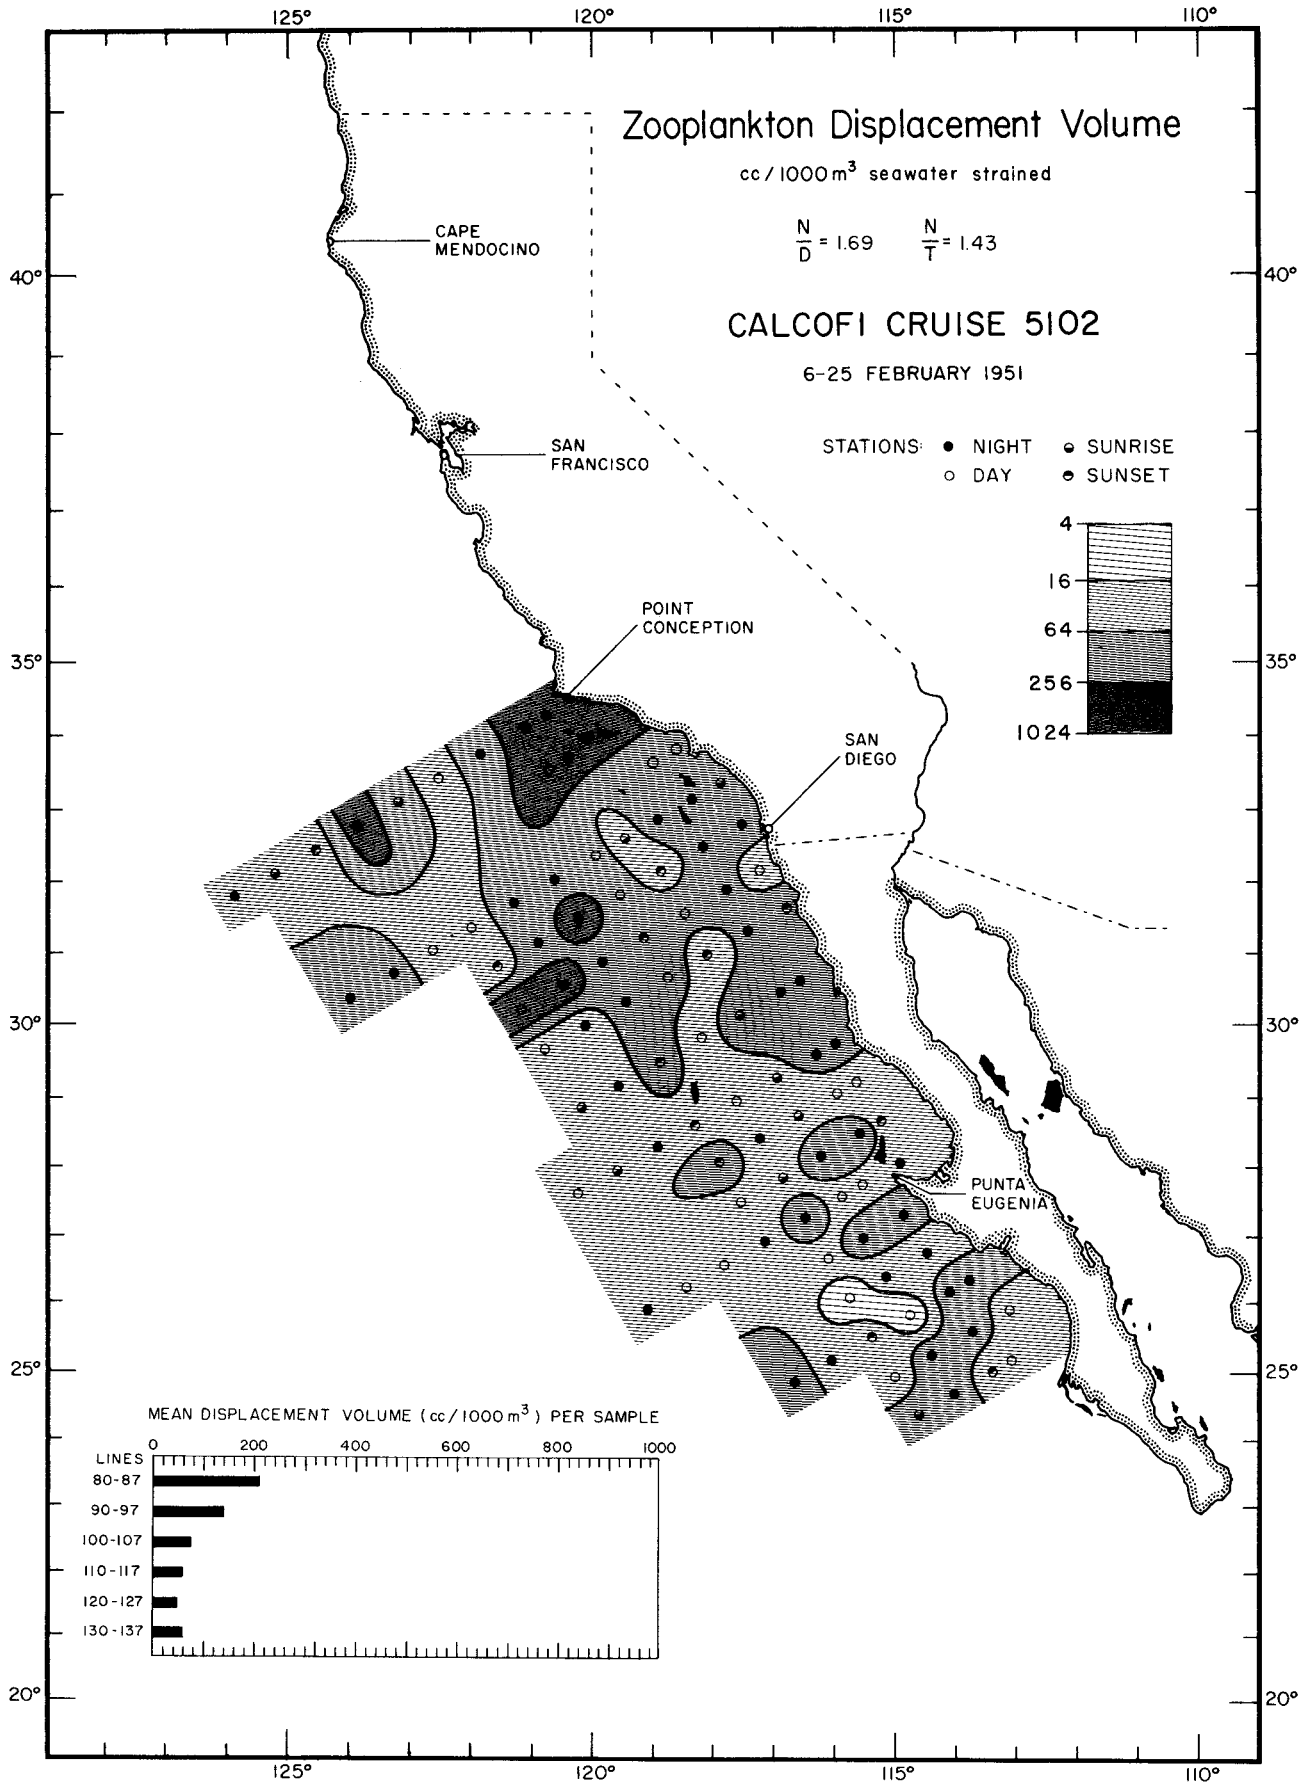 125° 120° 115° 110°
Zooplankton Displacement Volume
cc/1000m³ seawater strained
N/D = 1.69 N/T = 1.43
CALCOFI CRUISE 5102
6-25 FEBRUARY 1951
CAPE
MENDOCINO
40° 40°
SAN
FRANCISCO
STATIONS: ● NIGHT SUNRISE
○ DAY SUNSET
4
16
64
256
1024
POINT
CONCEPTION
35° 35°
SAN
DIEGO
30° 30°
PUNTA
EUGENIA
25° 25°
MEAN DISPLACEMENT VOLUME (cc/1000m³) PER SAMPLE
0 200 400 600 800 1000
LINES
80-87
90-97
100-107
110-117
120-127
130-137
20° 20°
125° 120° 115° 110°